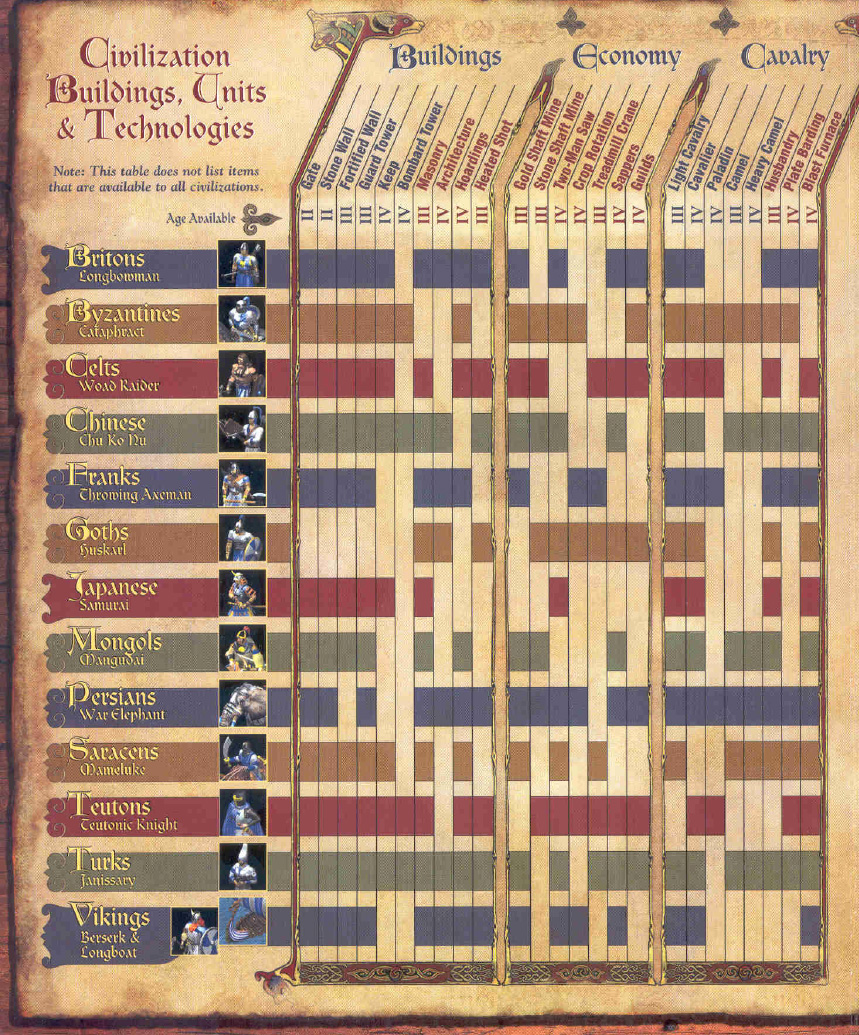 Civilization
Buildings, Units
& Technologies
Note: This table does not list items
that are available to all civilizations.
Age Available
Buildings
Economy
Cavalry
Gate
Stone Wall
Fortified Wall
Guard Tower
Keep
Bombard Tower
Masonry
Architecture
Hoardings
Heated Shot
Gold Shaft Mine
Stone Shaft Mine
Two-Man Saw
Crop Rotation
Treadmill Crane
Sappers
Guilds
Light Cavalry
Cavalier
Paladin
Camel
Heavy Camel
Husbandry
Plate Barding
Blast Furnace
II II III III IV IV III IV IV III III III IV IV III IV IV III IV IV III IV III IV IV
Britons
Longbowman
Byzantines
Cataphract
Celts
Woad Raider
Chinese
Chu Ko Nu
Franks
Throwing Axeman
Goths
Huskarl
Japanese
Samurai
Mongols
Mangudai
Persians
War Elephant
Saracens
Mameluke
Teutons
Teutonic Knight
Turks
Janissary
Vikings
Berserk &
Longboat